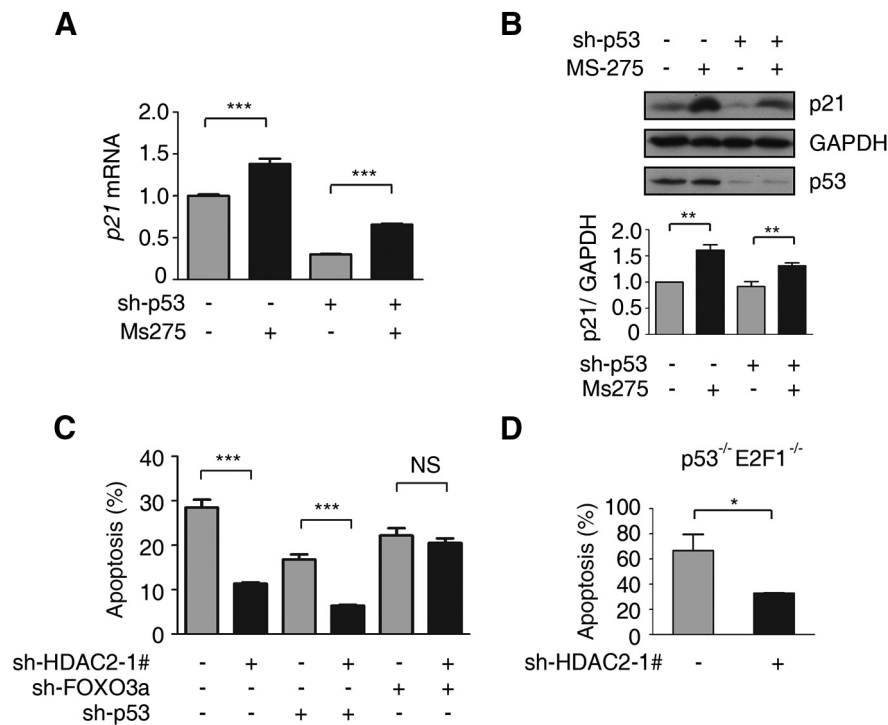 A
***
***
2.0
1.5
1.0
0.5
0
p21 mRNA
sh-p53 - - + +
Ms275 - + - +
B
sh-p53 - - + +
MS-275 - + - +
p21
GAPDH
p53
**
**
2.0
1.5
1.0
0.5
0
p21/ GAPDH
sh-p53 - - + +
Ms275 - + - +
C
***
***
NS
40
30
20
10
0
Apoptosis (%)
sh-HDAC2-1# - + - + - +
sh-FOXO3a - - - - + +
sh-p53 - - + + - -
D
p53-/- E2F1-/-
*
100
80
60
40
20
0
Apoptosis (%)
sh-HDAC2-1# - +